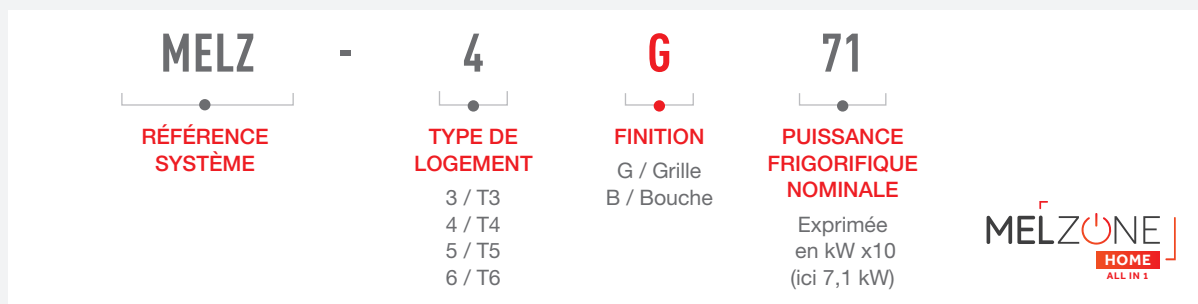 MELZ - 4 G 71
RÉFÉRENCE
SYSTÈME
TYPE DE
LOGEMENT
3 / T3
4 / T4
5 / T5
6 / T6
FINITION
G / Grille
B / Bouche
PUISSANCE
FRIGORIFIQUE
NOMINALE
Exprimée
en kW x10
(ici 7,1 kW)
MELZONE
HOME
ALL IN 1